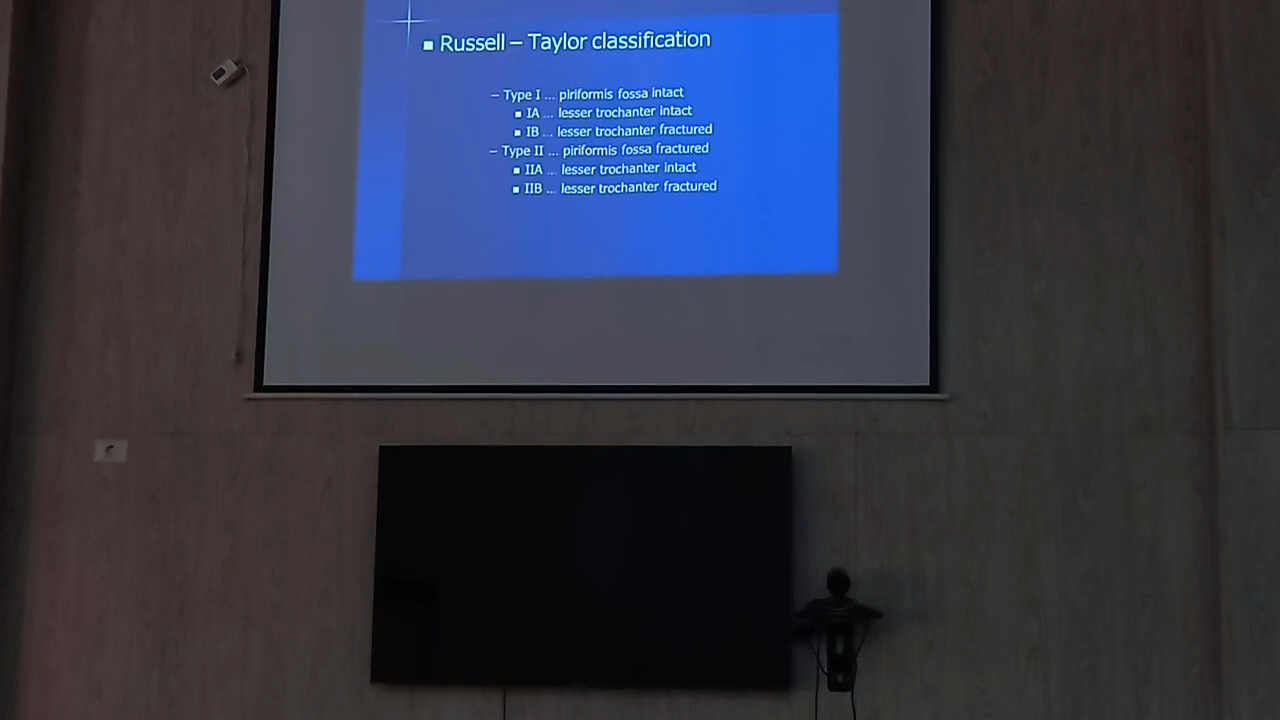 ▪ Russell – Taylor classification
– Type I ... piriformis fossa intact
▪ IA ... lesser trochanter intact
▪ IB ... lesser trochanter fractured
– Type II ... piriformis fossa fractured
▪ IIA ... lesser trochanter intact
▪ IIB ... lesser trochanter fractured